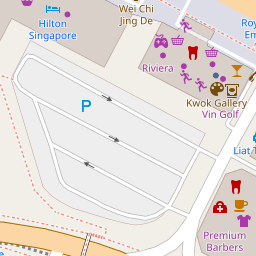 Wei Chi
Jing De
Hilton
Singapore
Riviera
P
Kwok Gallery
Vin Golf
Premium
Barbers